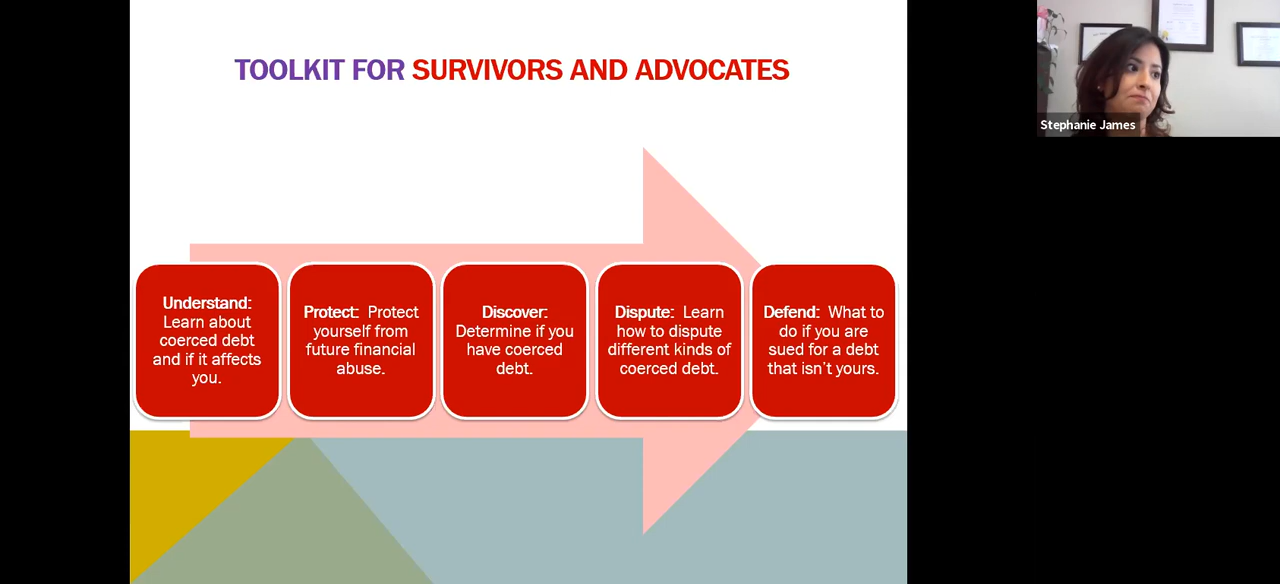 TOOLKIT FOR SURVIVORS AND ADVOCATES
Stephanie James
Understand:
Learn about
coerced debt
and if it affects
you.
Protect: Protect
yourself from
future financial
abuse.
Discover:
Determine if you
have coerced
debt.
Dispute: Learn
how to dispute
different kinds of
coerced debt.
Defend: What to
do if you are
sued for a debt
that isn't yours.